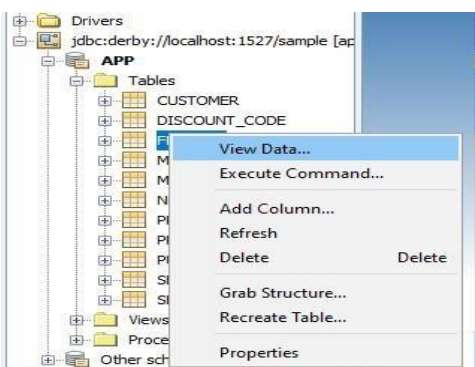 Drivers
jdbc:derby://localhost:1527/sample [ap
APP
Tables
CUSTOMER
DISCOUNT_CODE
View Data...
Execute Command...
Add Column...
Refresh
Delete Delete
Grab Structure...
Recreate Table...
Properties
Views
Proce
Other sch